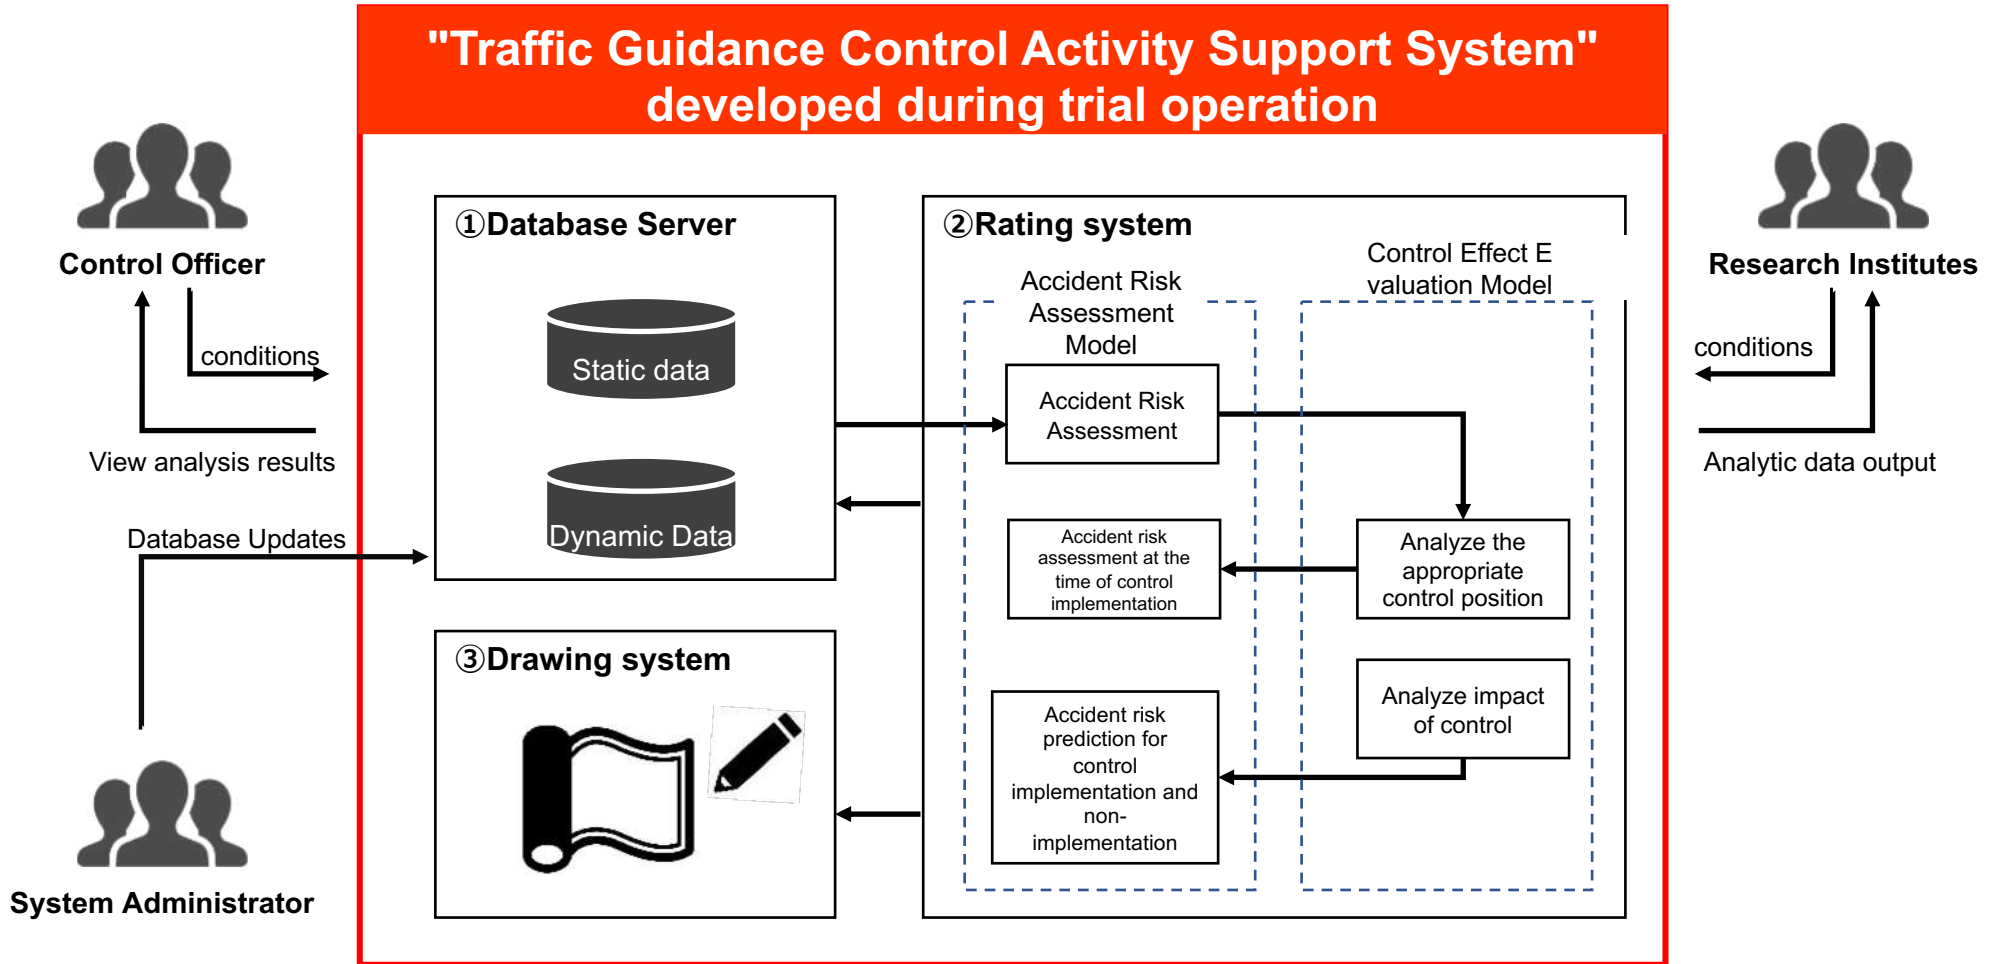 "Traffic Guidance Control Activity Support System"
developed during trial operation
Control Officer
conditions
View analysis results
Database Updates
System Administrator
①Database Server
Static data
Dynamic Data
③Drawing system
②Rating system
Accident Risk
Assessment
Model
Accident Risk
Assessment
Accident risk
assessment at the
time of control
implementation
Accident risk
prediction for
control
implementation and
non-
implementation
Control Effect E
valuation Model
Analyze the
appropriate
control position
Analyze impact
of control
Research Institutes
conditions
Analytic data output